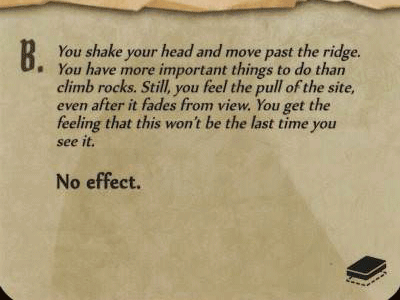 B. You shake your head and move past the ridge.
You have more important things to do than
climb rocks. Still, you feel the pull of the site,
even after it fades from view. You get the
feeling that this won't be the last time you
see it.
No effect.